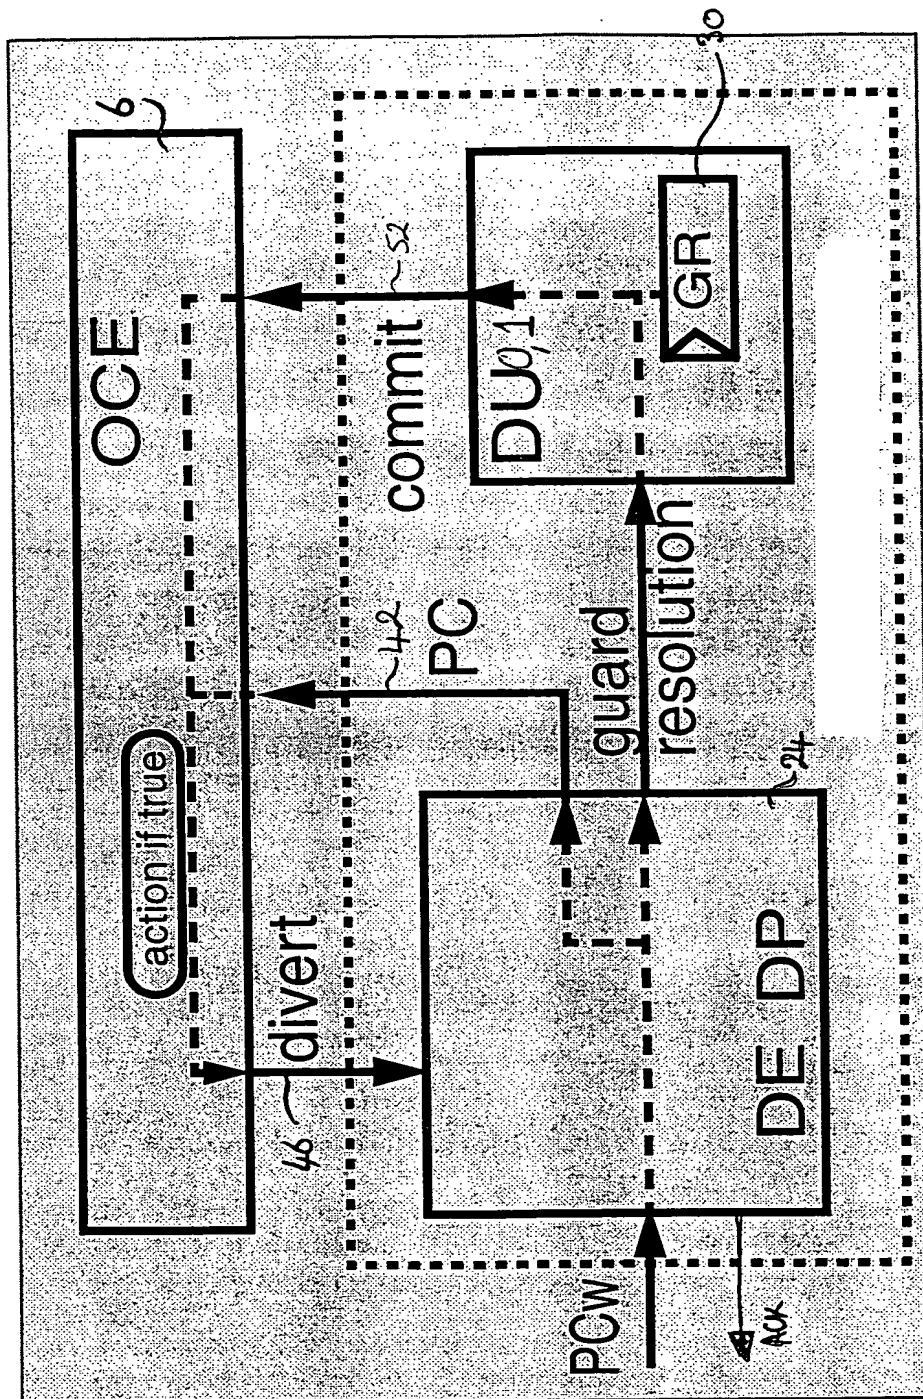 6
OCE
action if true
46
divert
42
PC
commit
52
DU0,1
GR
30
guard
resolution
24
DE DP
PCW
ACK